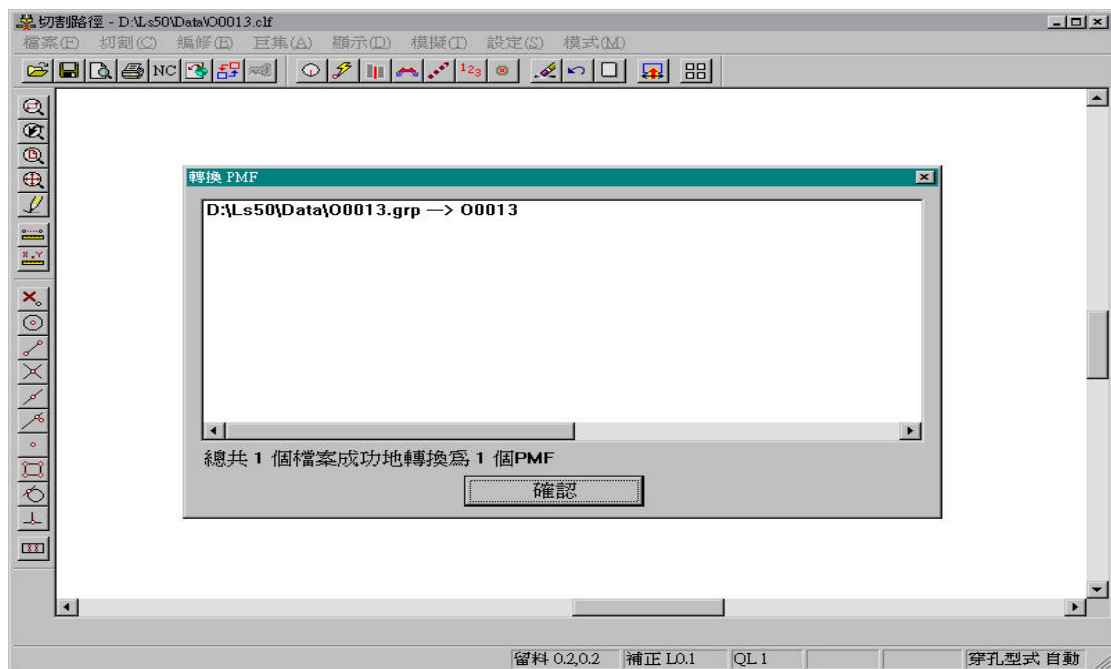 切割路徑 - D:\Ls50\Data\O0013.clf
檔案(F) 切割(C) 編修(E) 巨集(A) 顯示(D) 模擬(T) 設定(S) 模式(M)
NC 123
轉換 PMF
D:\Ls50\Data\O0013.grp —> O0013
X,Y
總共 1 個檔案成功地轉換爲 1 個PMF
確認
留料 0.2,0.2 補正 L0.1 QL 1 穿孔型式 自動